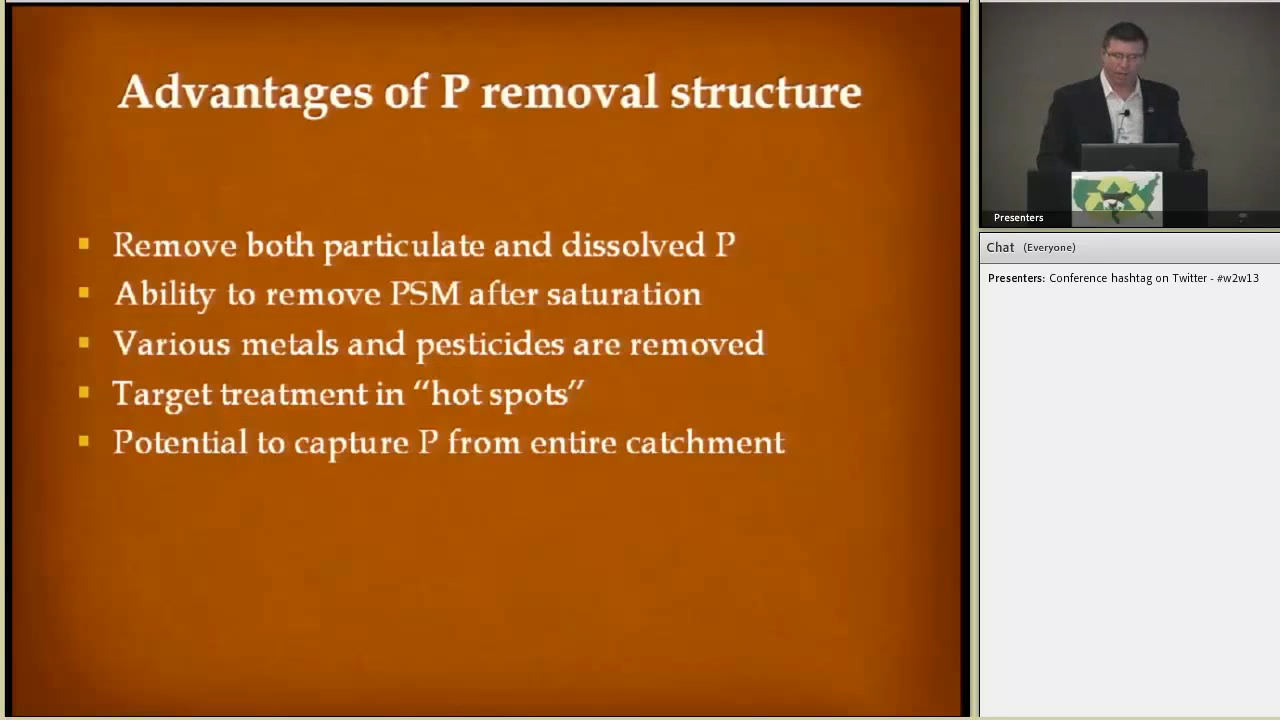 Advantages of P removal structure
Remove both particulate and dissolved P
Ability to remove PSM after saturation
Various metals and pesticides are removed
Target treatment in “hot spots”
Potential to capture P from entire catchment
Presenters
Chat (Everyone)
Presenters: Conference hashtag on Twitter - #w2w13